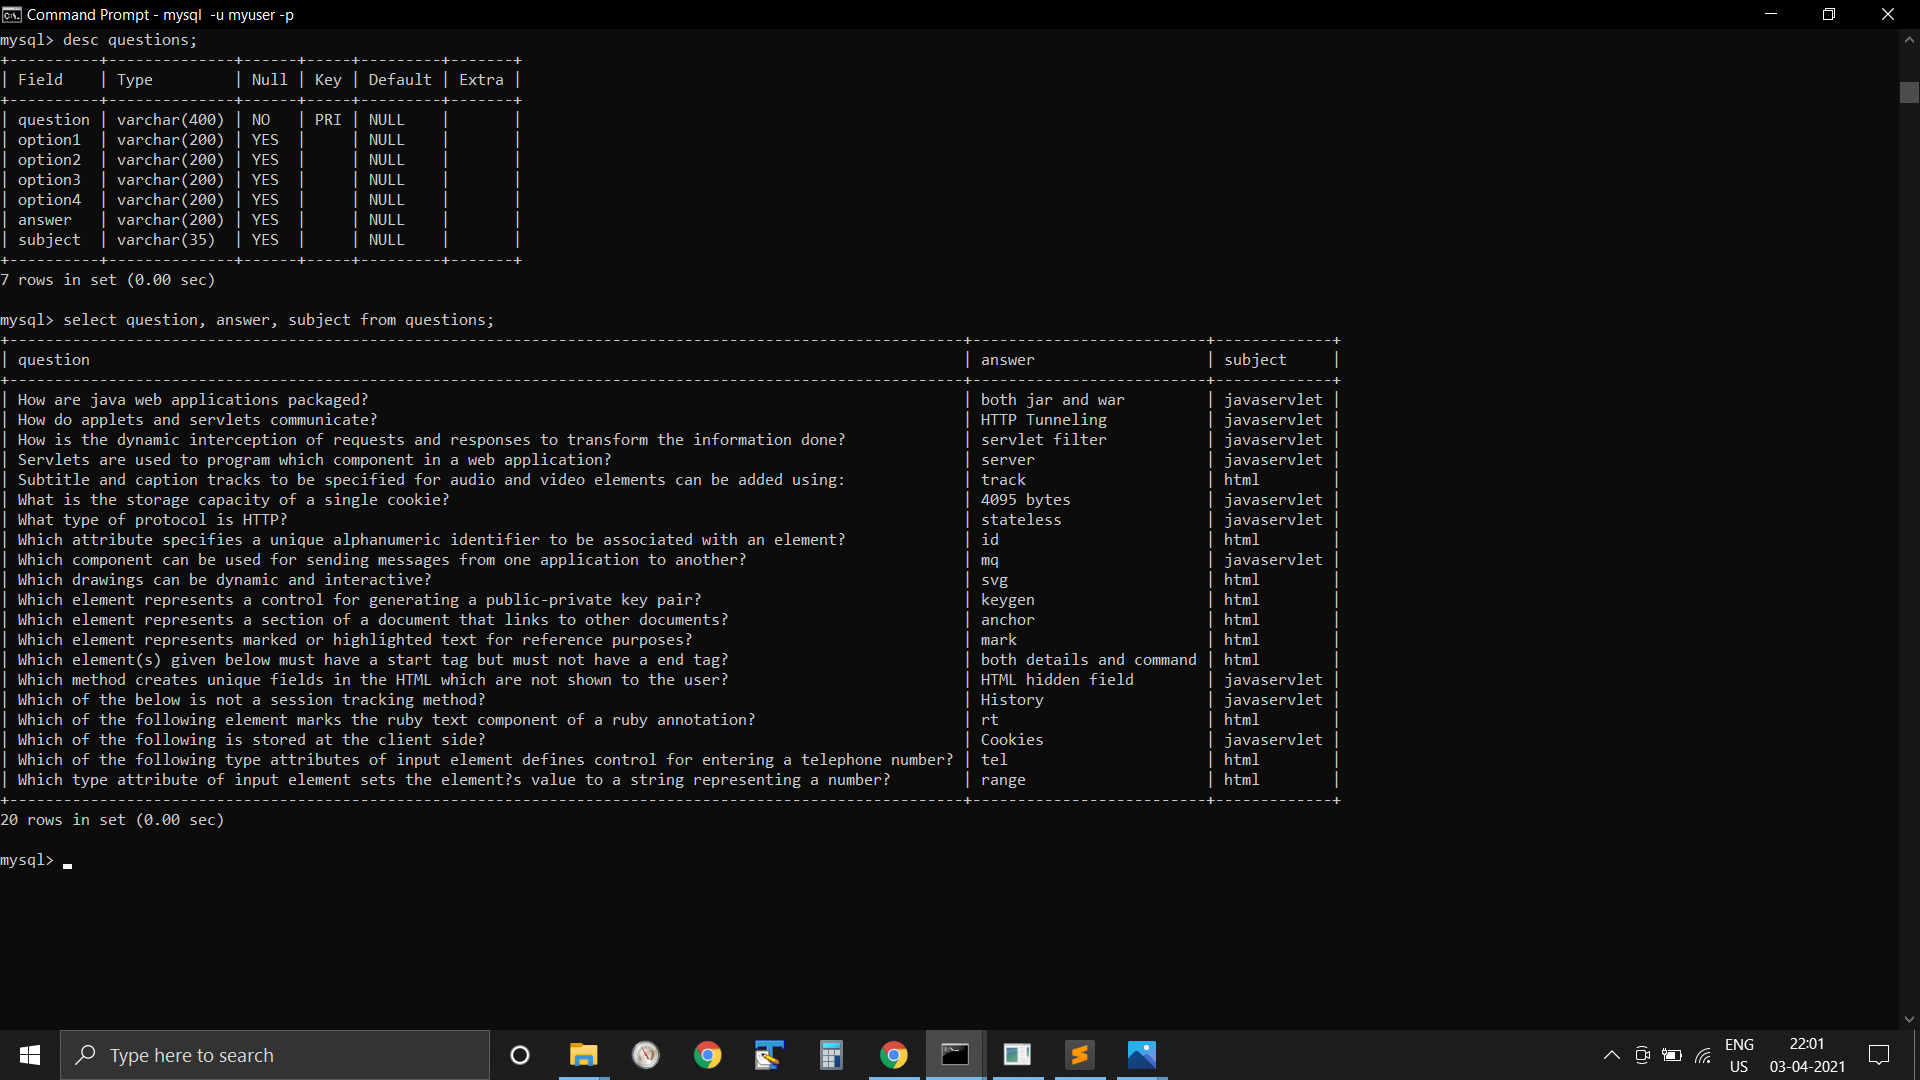 Command Prompt - mysql  -u myuser -p
mysql> desc questions;
+----------+--------------+------+-----+---------+-------+
| Field    | Type         | Null | Key | Default | Extra |
+----------+--------------+------+-----+---------+-------+
| question | varchar(400) | NO   | PRI | NULL    |       |
| option1  | varchar(200) | YES  |     | NULL    |       |
| option2  | varchar(200) | YES  |     | NULL    |       |
| option3  | varchar(200) | YES  |     | NULL    |       |
| option4  | varchar(200) | YES  |     | NULL    |       |
| answer   | varchar(200) | YES  |     | NULL    |       |
| subject  | varchar(35)  | YES  |     | NULL    |       |
+----------+--------------+------+-----+---------+-------+
7 rows in set (0.00 sec)
mysql> select question, answer, subject from questions;
+----------------------------------------------------------------------------------------------------------+--------------------------+-------------+
| question | answer | subject |
+----------------------------------------------------------------------------------------------------------+--------------------------+-------------+
| How are java web applications packaged? | both jar and war | javaservlet |
| How do applets and servlets communicate? | HTTP Tunneling | javaservlet |
| How is the dynamic interception of requests and responses to transform the information done? | servlet filter | javaservlet |
| Servlets are used to program which component in a web application? | server | javaservlet |
| Subtitle and caption tracks to be specified for audio and video elements can be added using: | track | html |
| What is the storage capacity of a single cookie? | 4095 bytes | javaservlet |
| What type of protocol is HTTP? | stateless | javaservlet |
| Which attribute specifies a unique alphanumeric identifier to be associated with an element? | id | html |
| Which component can be used for sending messages from one application to another? | mq | javaservlet |
| Which drawings can be dynamic and interactive? | svg | html |
| Which element represents a control for generating a public-private key pair? | keygen | html |
| Which element represents a section of a document that links to other documents? | anchor | html |
| Which element represents marked or highlighted text for reference purposes? | mark | html |
| Which element(s) given below must have a start tag but must not have a end tag? | both details and command | html |
| Which method creates unique fields in the HTML which are not shown to the user? | HTML hidden field | javaservlet |
| Which of the below is not a session tracking method? | History | javaservlet |
| Which of the following element marks the ruby text component of a ruby annotation? | rt | html |
| Which of the following is stored at the client side? | Cookies | javaservlet |
| Which of the following type attributes of input element defines control for entering a telephone number? | tel | html |
| Which type attribute of input element sets the element?s value to a string representing a number? | range | html |
+----------------------------------------------------------------------------------------------------------+--------------------------+-------------+
20 rows in set (0.00 sec)
mysql>
Type here to search
ENG
US
22:01
03-04-2021